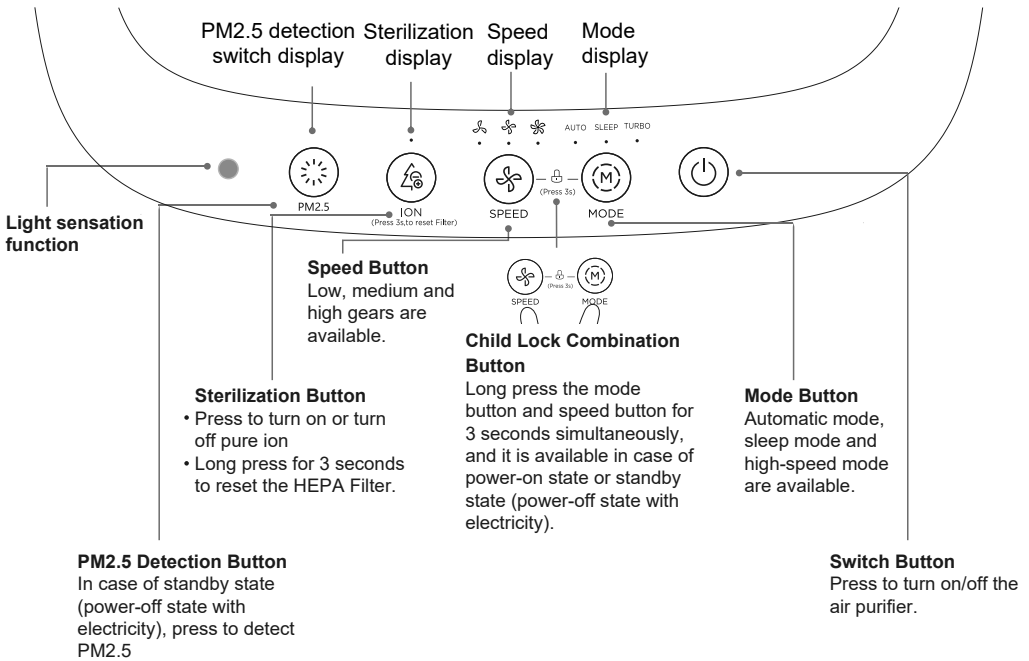 PM2.5 detection
switch display
Sterilization
display
Speed
display
Mode
display
AUTO SLEEP TURBO
(Press 3s)
PM2.5
ION
(Press 3s,to reset Filter)
SPEED
MODE
Light sensation
function
Speed Button
Low, medium and
high gears are
available.
(Press 3s)
SPEED
MODE
Child Lock Combination
Button
Long press the mode
button and speed button for
3 seconds simultaneously,
and it is available in case of
power-on state or standby
state (power-off state with
electricity).
Sterilization Button
• Press to turn on or turn
off pure ion
• Long press for 3 seconds
to reset the HEPA Filter.
Mode Button
Automatic mode,
sleep mode and
high-speed mode
are available.
PM2.5 Detection Button
In case of standby state
(power-off state with
electricity), press to detect
PM2.5
Switch Button
Press to turn on/off the
air purifier.